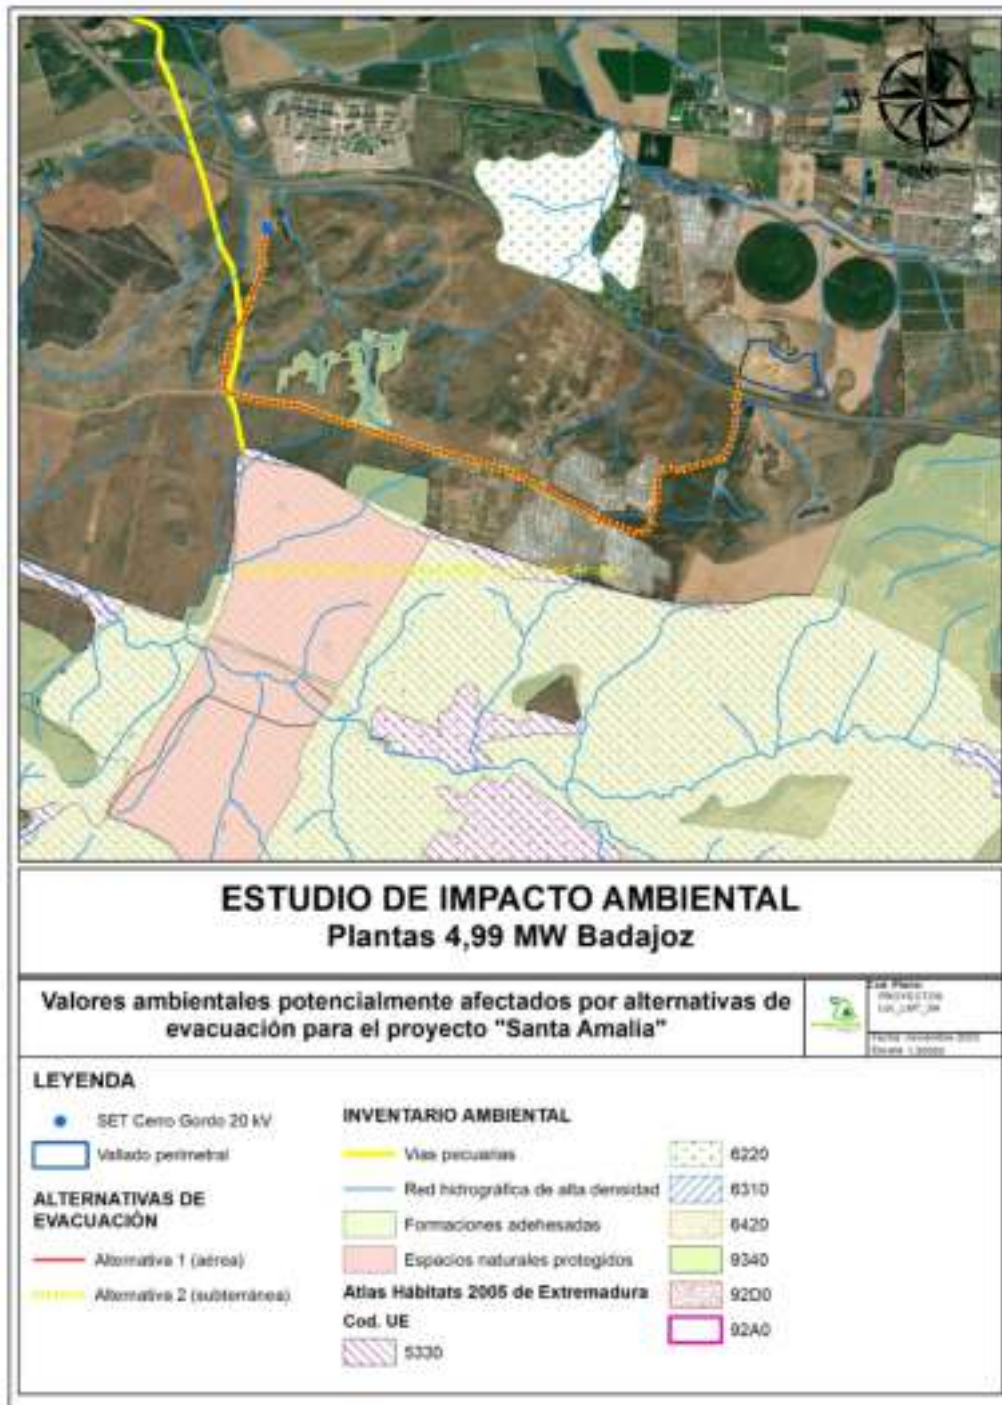 ESTUDIO DE IMPACTO AMBIENTAL
Plantas 4,99 MW Badajoz
Valores ambientales potencialmente afectados por alternativas de
evacuación para el proyecto "Santa Amalia"
LEYENDA
SET Cerro Gordo 20 kV
Vallado perimetral
ALTERNATIVAS DE
EVACUACIÓN
Alternativa 1 (aérea)
Alternativa 2 (subterránea)
INVENTARIO AMBIENTAL
Vías pecuarias
Red hidrográfica de alta densidad
Formaciones adehesadas
Espacios naturales protegidos
Atlas Hábitats 2005 de Extremadura
Cod. UE
5330
6220
6310
6420
9340
92D0
92A0